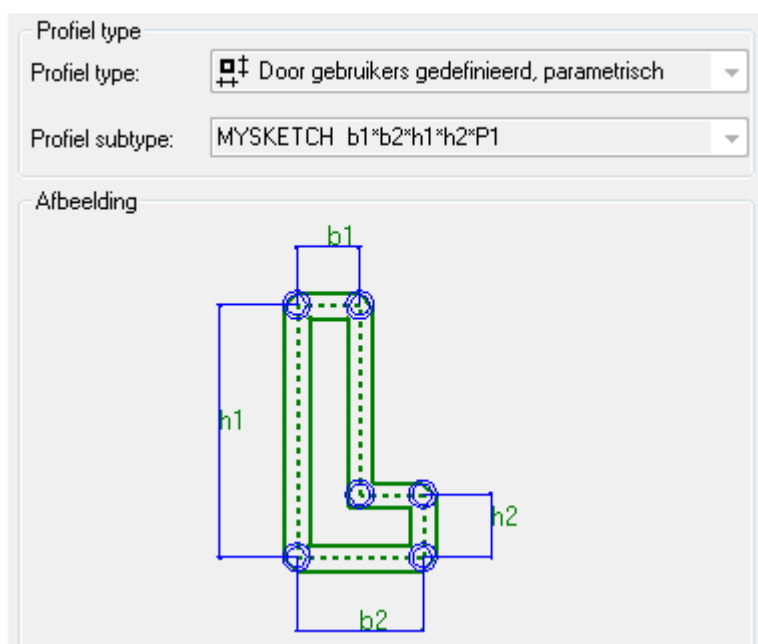 Profiel type
Profiel type: Door gebruikers gedefinieerd, parametrisch
Profiel subtype: MYSKETCH b1*b2*h1*h2*P1
Afbeelding
b1
h1
h2
b2